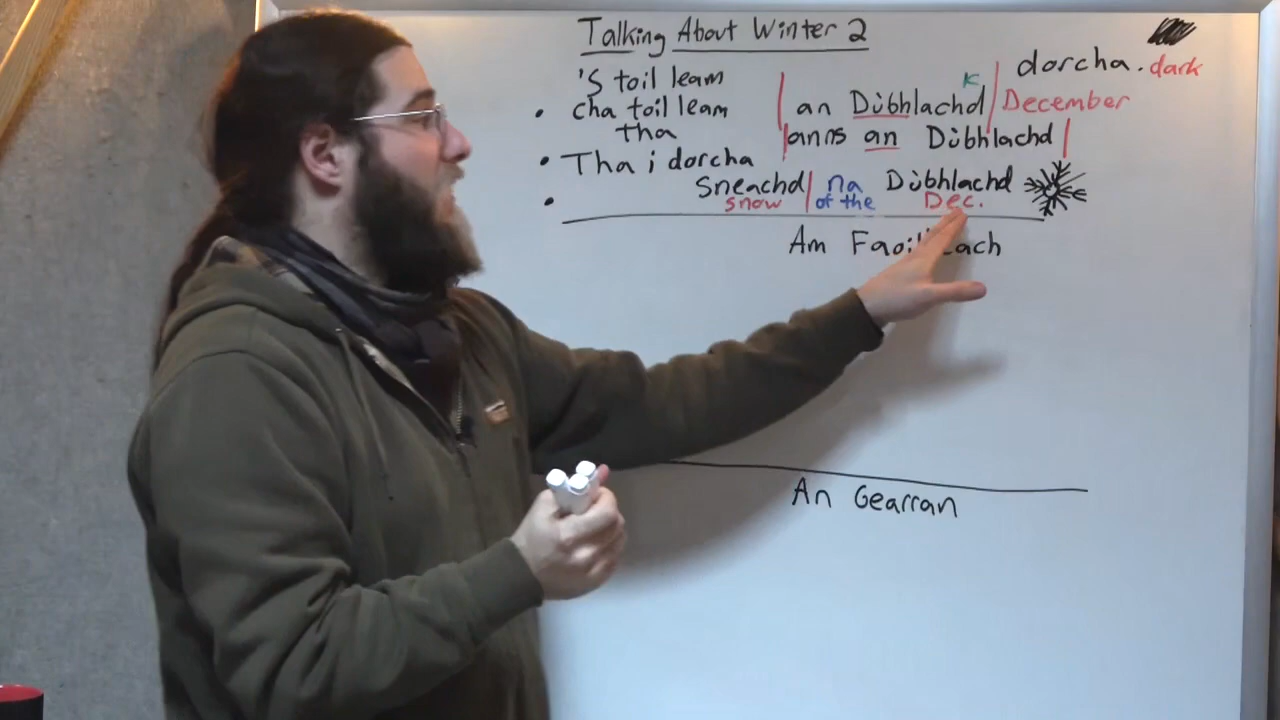 Talking About Winter 2
dorcha. dark
'S toil leam
cha toil leam
tha
k
an Dùbhlachd December
anns an Dùbhlachd
Tha i dorcha
Sneachd na Dùbhlachd
snow of the Dec.
Am
An Gearran